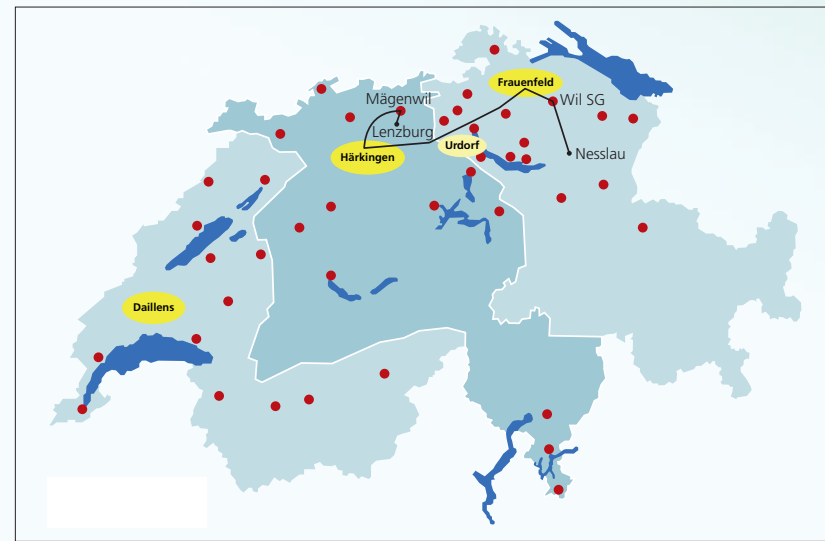 Frauenfeld
Mägenwil
Wil SG
Lenzburg
Urdorf
Härkingen
Nesslau
Daillens